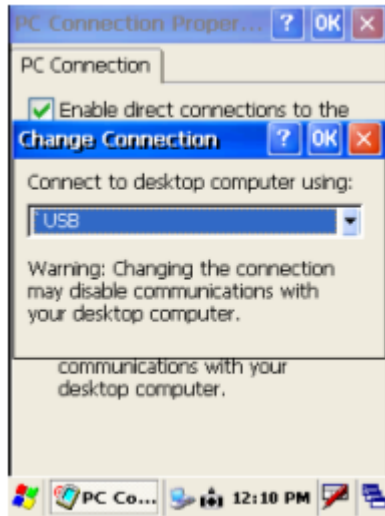 PC Connection Proper... ? OK ×
PC Connection
Enable direct connections to the
Change Connection ? OK ×
Connect to desktop computer using:
`USB
Warning: Changing the connection
may disable communications with
your desktop computer.
communications with your
desktop computer.
PC Co... 12:10 PM